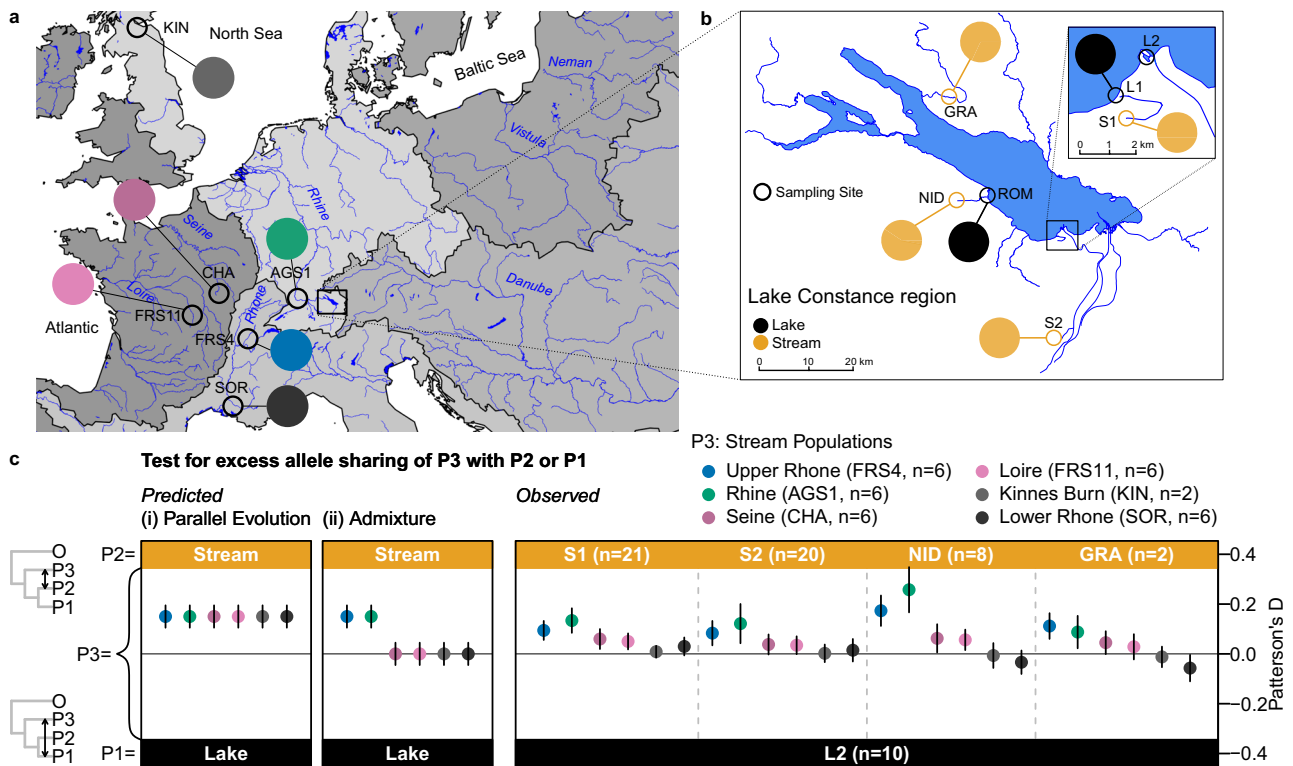 a
KIN
North Sea
Baltic Sea
Neman
Vistula
Rhine
Seine
AGS1
CHA
Danube
Loire
Rhone
FRS11
Atlantic
FRS4
SOR
b
GRA
L2
L1
S1
0 1 2 km
Sampling Site
NID
ROM
Lake Constance region
Lake
Stream
S2
0 10 20 km
c
Test for excess allele sharing of P3 with P2 or P1
P3: Stream Populations
Upper Rhone (FRS4, n=6)
Loire (FRS11, n=6)
Rhine (AGS1, n=6)
Kinnes Burn (KIN, n=2)
Seine (CHA, n=6)
Lower Rhone (SOR, n=6)
Predicted
Observed
(i) Parallel Evolution
(ii) Admixture
O
P3
P2
P1
P2=
Stream
Stream
S1 (n=21)
S2 (n=20)
NID (n=8)
GRA (n=2)
P3=
O
P3
P2
P1
P1=
Lake
Lake
L2 (n=10)
0.4
0.2
0.0
−0.2
−0.4
Patterson's D